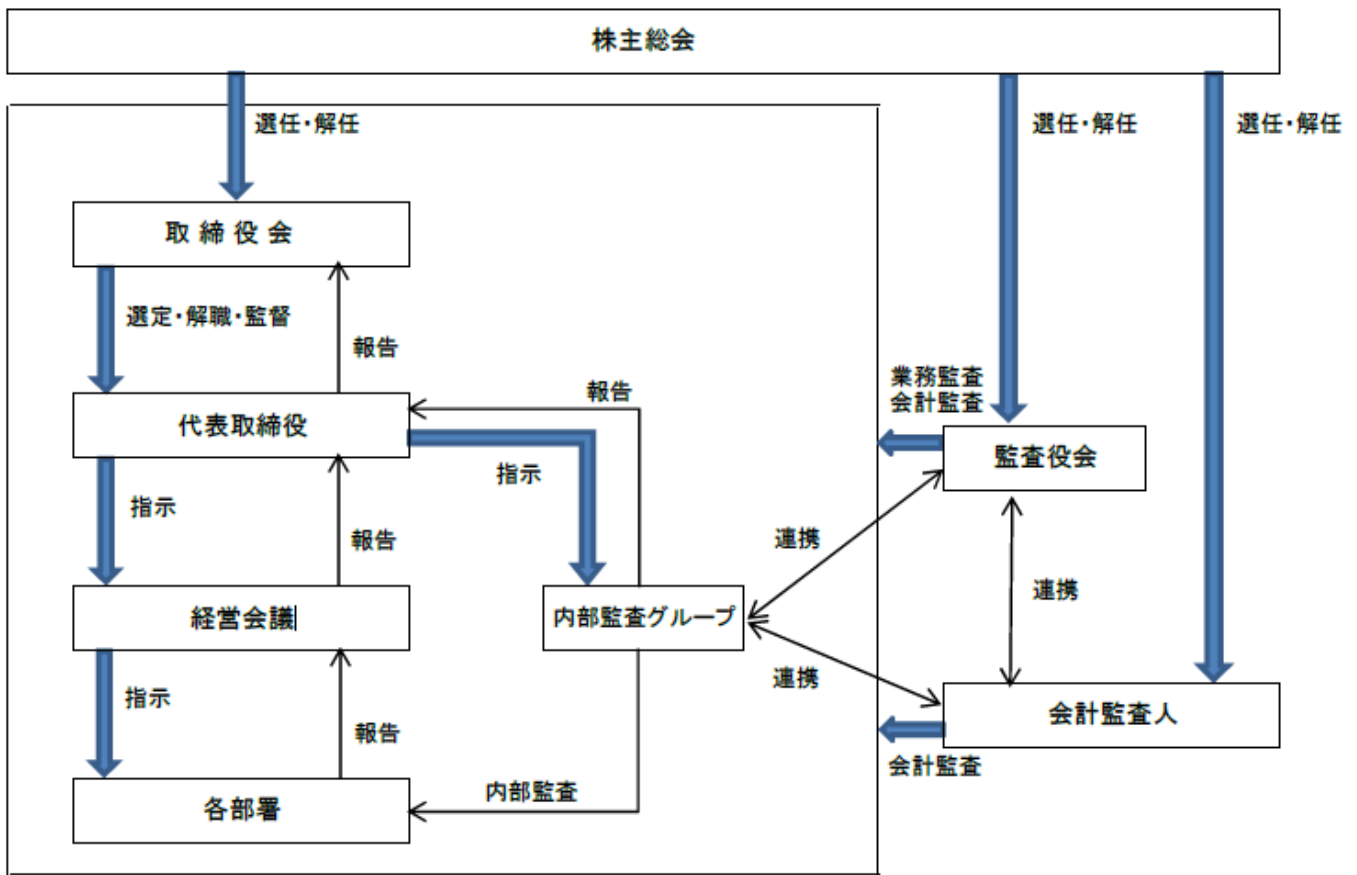 株主総会
選任・解任
選任・解任
選任・解任
取締役会
選定・解職・監督
報告
業務監査
会計監査
報告
代表取締役
監査役会
指示
指示
報告
連携
連携
経営会議
内部監査グループ
連携
指示
会計監査人
報告
会計監査
内部監査
各部署